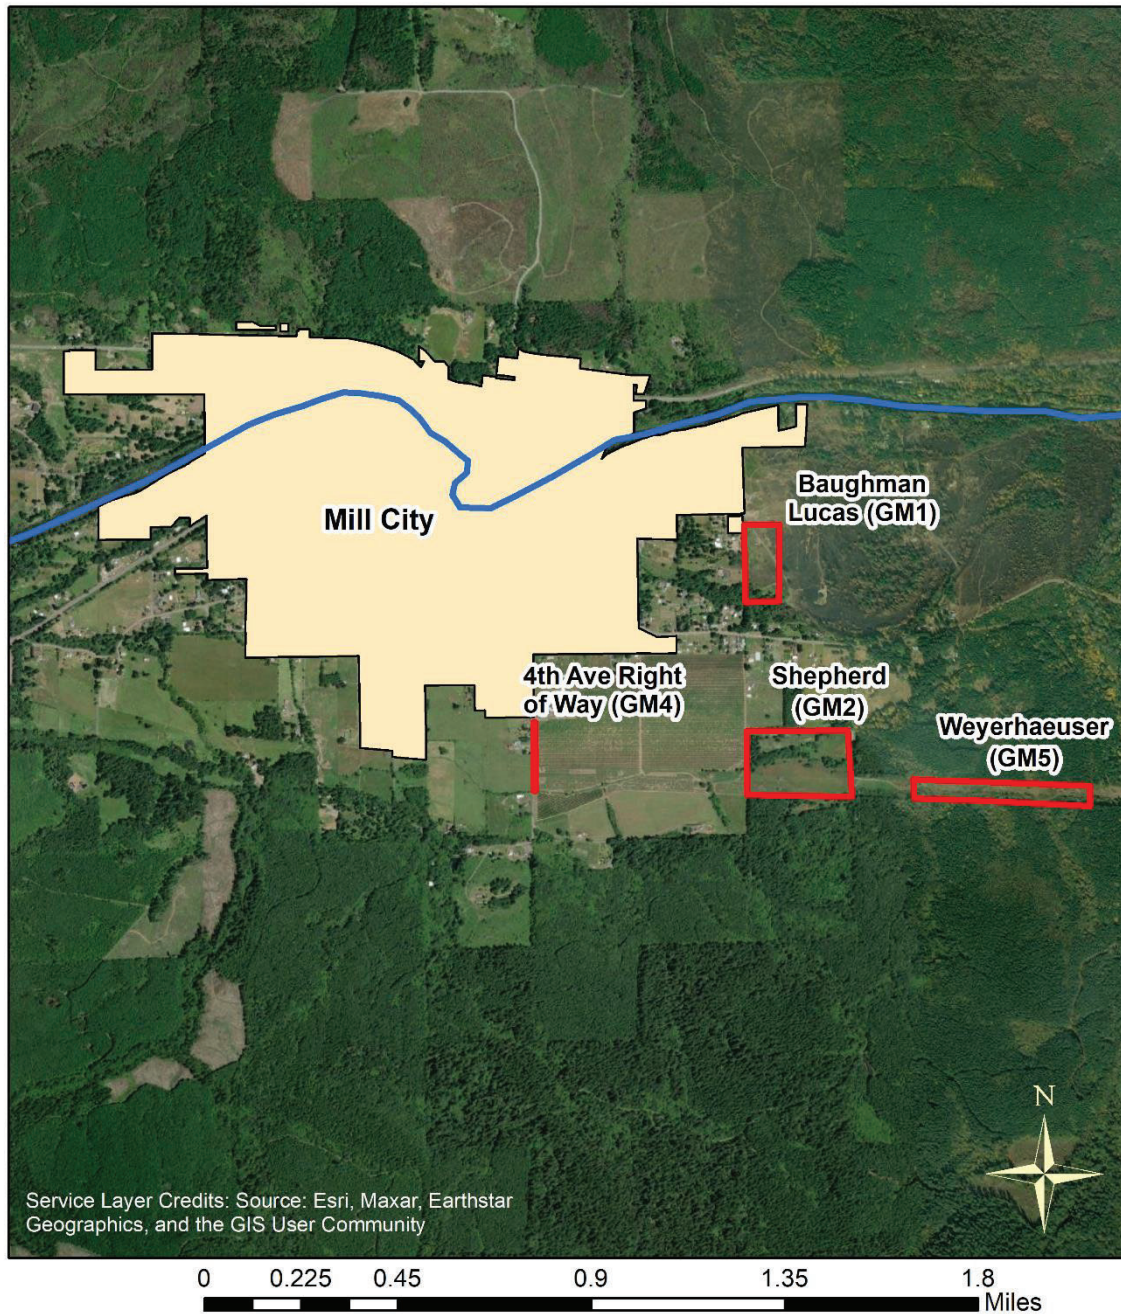 Baughman
Lucas (GM1)
Mill City
4th Ave Right
of Way (GM4)
Shepherd
(GM2)
Weyerhaeuser
(GM5)
N
Service Layer Credits: Source: Esri, Maxar, Earthstar
Geographics, and the GIS User Community
0 0.225 0.45 0.9 1.35 1.8
Miles